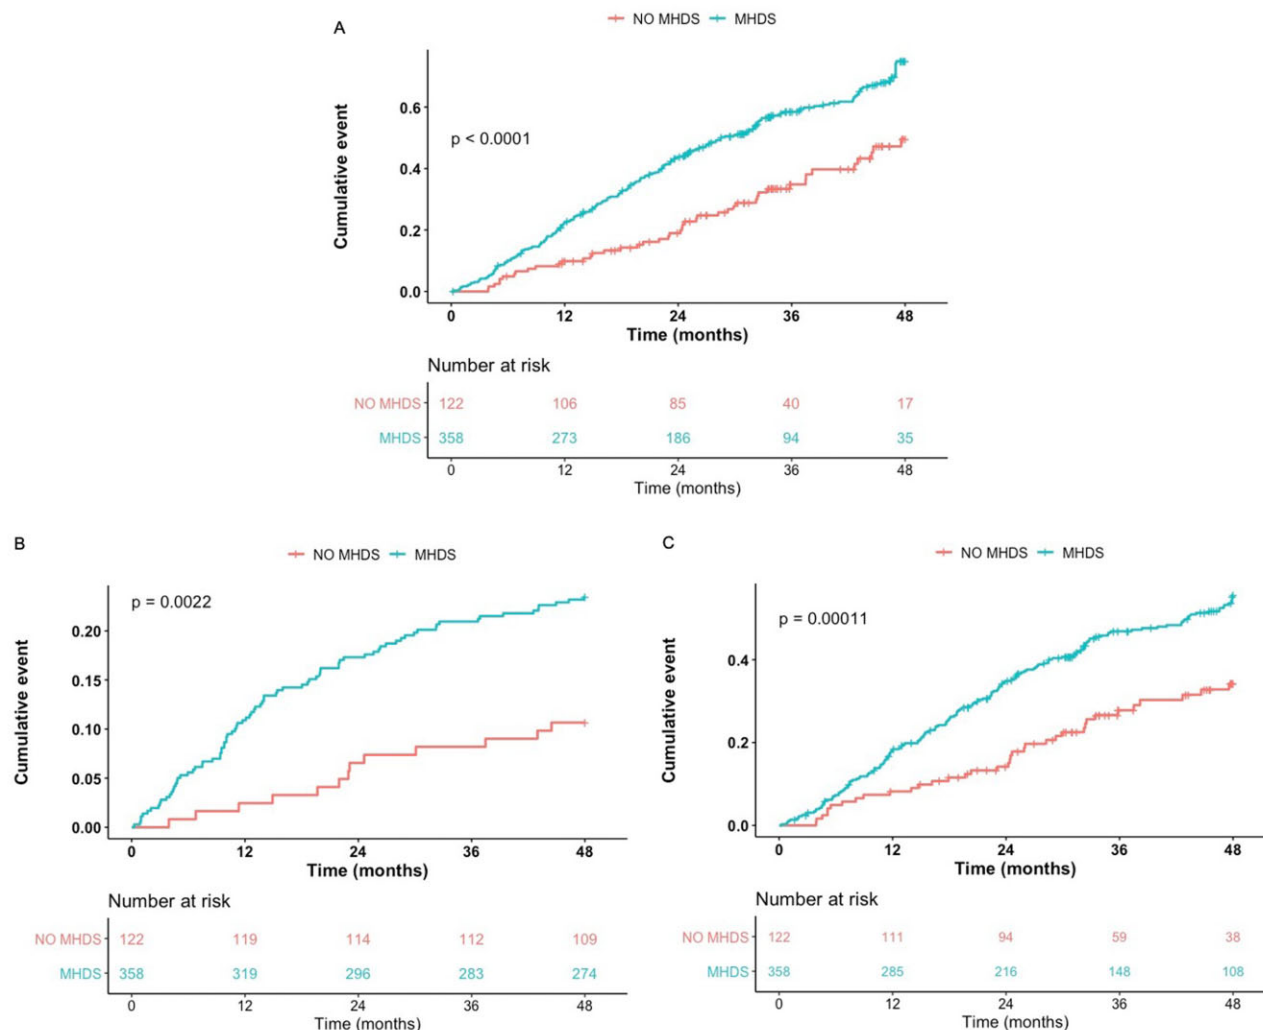 A
NO MHDS MHDS
Cumulative event
0.6
0.4
0.2
0.0
p < 0.0001
0 12 24 36 48
Time (months)
Number at risk
NO MHDS 122 106 85 40 17
MHDS 358 273 186 94 35
0 12 24 36 48
Time (months)
B
NO MHDS MHDS
Cumulative event
0.20
0.15
0.10
0.05
0.00
p = 0.0022
0 12 24 36 48
Time (months)
Number at risk
NO MHDS 122 119 114 112 109
MHDS 358 319 296 283 274
0 12 24 36 48
Time (months)
C
NO MHDS MHDS
Cumulative event
0.4
0.2
0.0
p = 0.00011
0 12 24 36 48
Time (months)
Number at risk
NO MHDS 122 111 94 59 38
MHDS 358 285 216 148 108
0 12 24 36 48
Time (months)